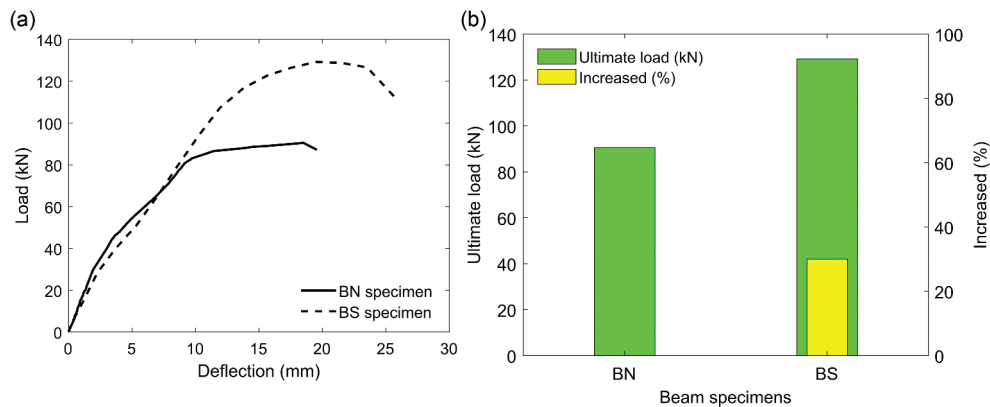 (a)
140
120
100
80
60
40
20
0
Load (kN)
0 5 10 15 20 25 30
Deflection (mm)
BN specimen
BS specimen
(b)
140
120
100
80
60
40
20
0
Ultimate load (kN)
Ultimate load (kN)
Increased (%)
100
80
60
40
20
0
Increased (%)
BN BS
Beam specimens